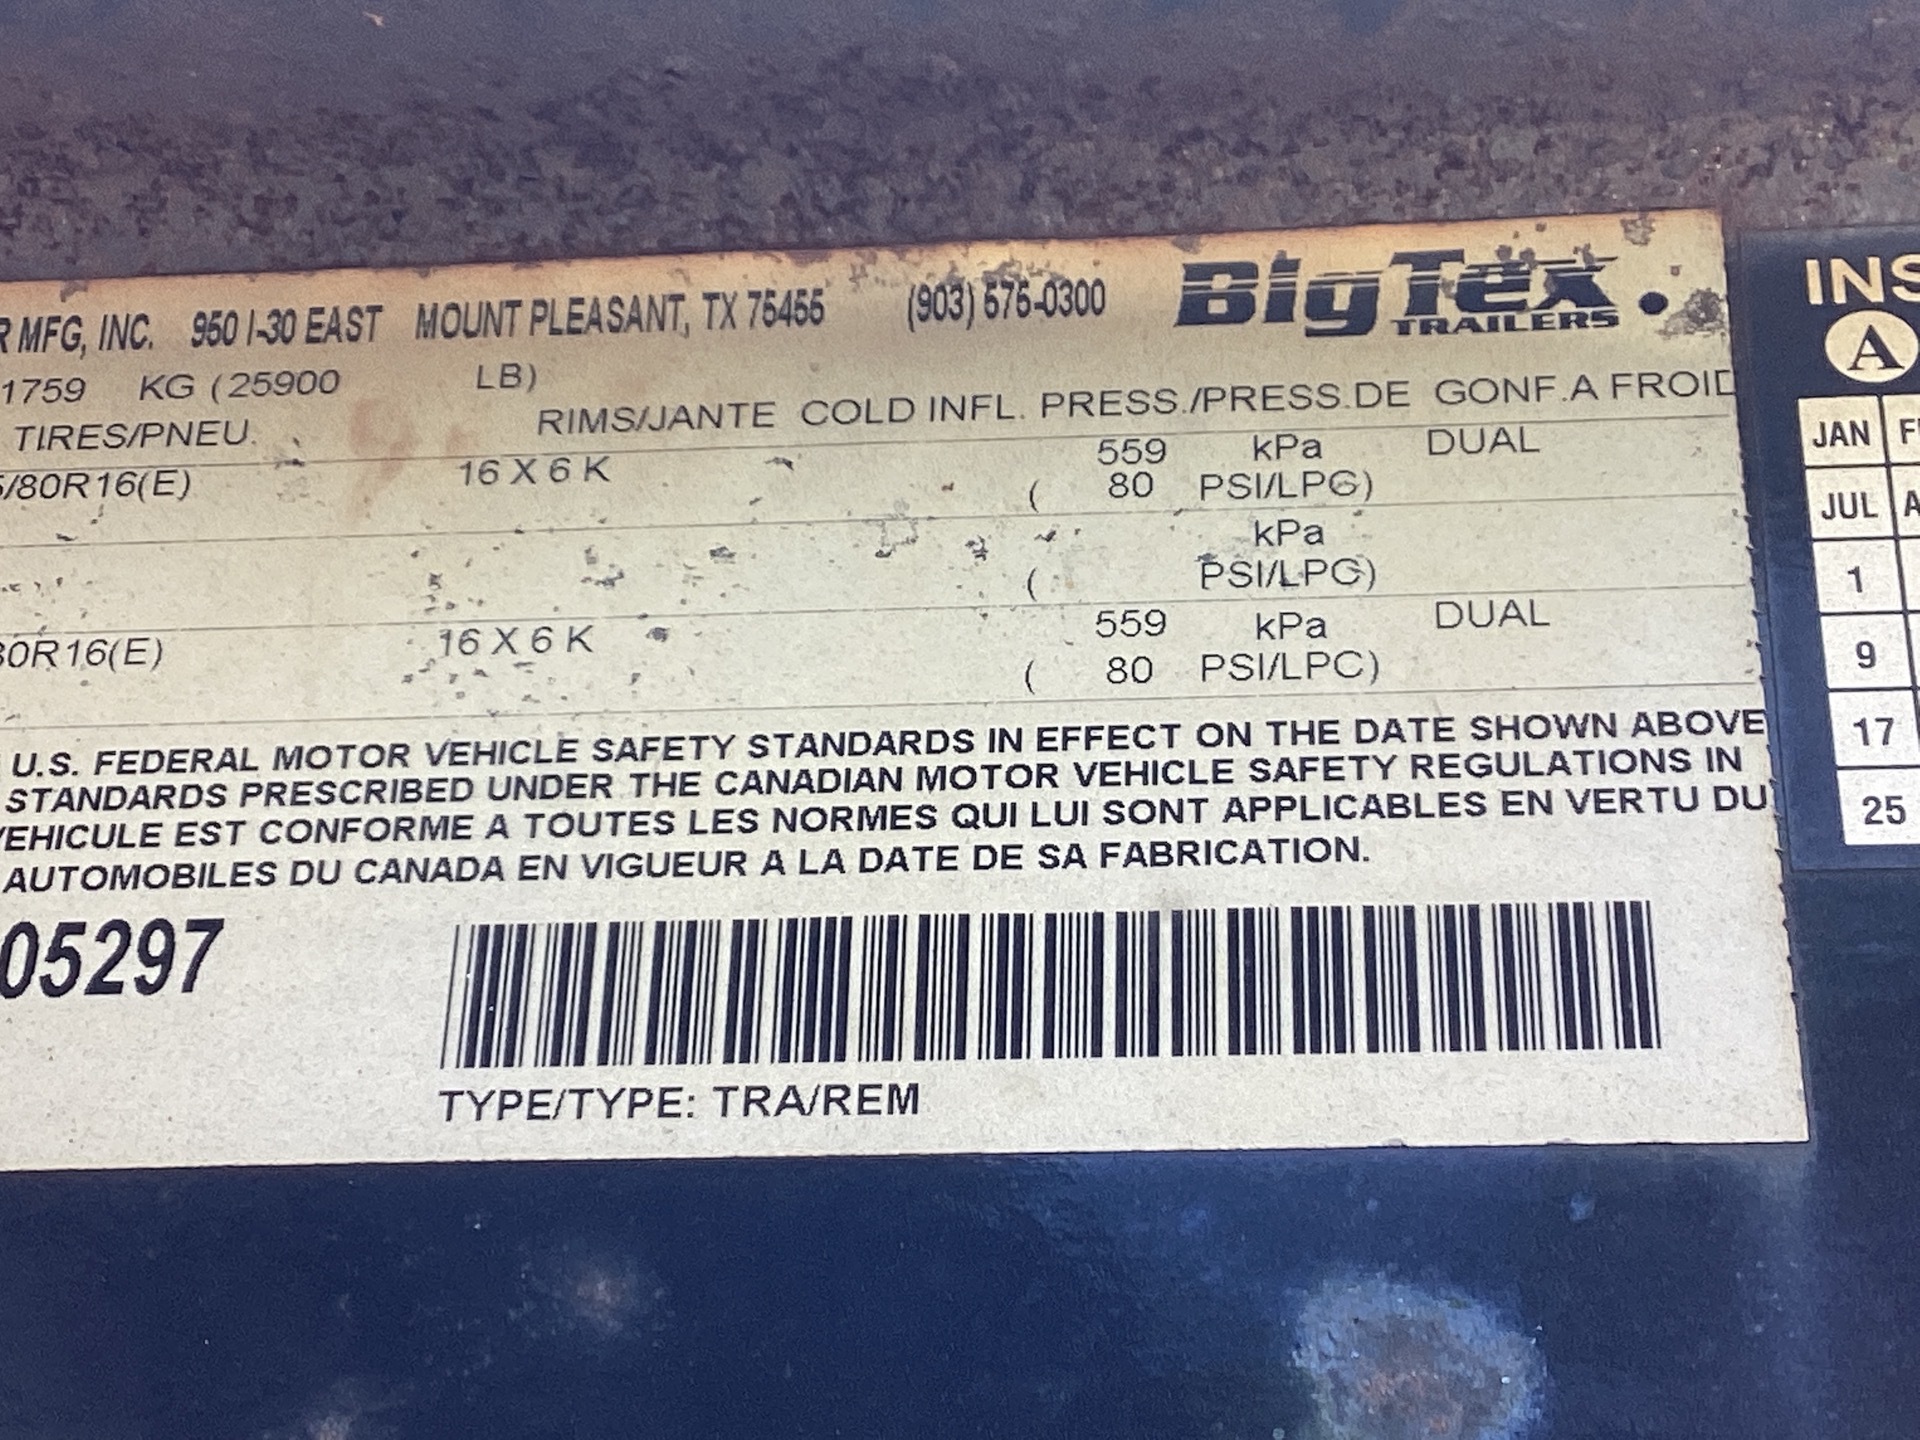 R MFG, INC. 950 I-30 EAST MOUNT PLEASANT, TX 75455 (903) 575-0300 BigTex TRAILERS
1759 KG (25900 LB)
TIRES/PNEU. RIMS/JANTE COLD INFL. PRESS./PRESS.DE GONF.A FROID
5/80R16(E) 16 X 6 K 559 kPa DUAL
( 80 PSI/LPC)
kPa
( PSI/LPC)
80R16(E) 16 X 6 K 559 kPa DUAL
( 80 PSI/LPC)
U.S. FEDERAL MOTOR VEHICLE SAFETY STANDARDS IN EFFECT ON THE DATE SHOWN ABOVE
STANDARDS PRESCRIBED UNDER THE CANADIAN MOTOR VEHICLE SAFETY REGULATIONS IN
VEHICULE EST CONFORME A TOUTES LES NORMES QUI LUI SONT APPLICABLES EN VERTU DU
AUTOMOBILES DU CANADA EN VIGUEUR A LA DATE DE SA FABRICATION.
05297
TYPE/TYPE: TRA/REM
INS
A
JAN F
JUL A
1
9
17
25